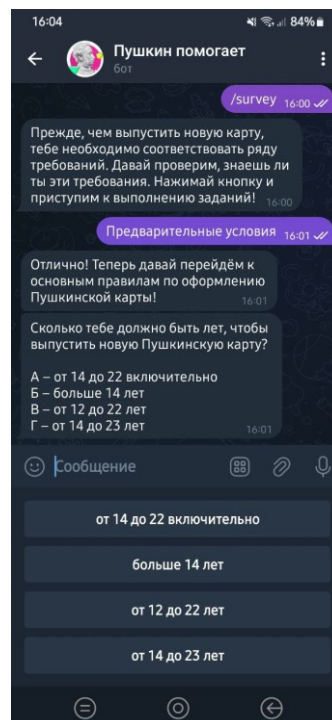 16:04
84%
Пушкин помогает
бот
/survey 16:00
Прежде, чем выпустить новую карту,
тебе необходимо соответствовать ряду
требований. Давай проверим, знаешь ли
ты эти требования. Нажимай кнопку и
приступим к выполнению заданий! 16:00
Предварительные условия 16:01
Отлично! Теперь давай перейдём к
основным правилам по оформлению
Пушкинской карты! 16:01
Сколько тебе должно быть лет, чтобы
выпустить новую Пушкинскую карту?
А – от 14 до 22 включительно
Б – больше 14 лет
В – от 12 до 22 лет
Г – от 14 до 23 лет
16:01
Сообщение
от 14 до 22 включительно
больше 14 лет
от 12 до 22 лет
от 14 до 23 лет